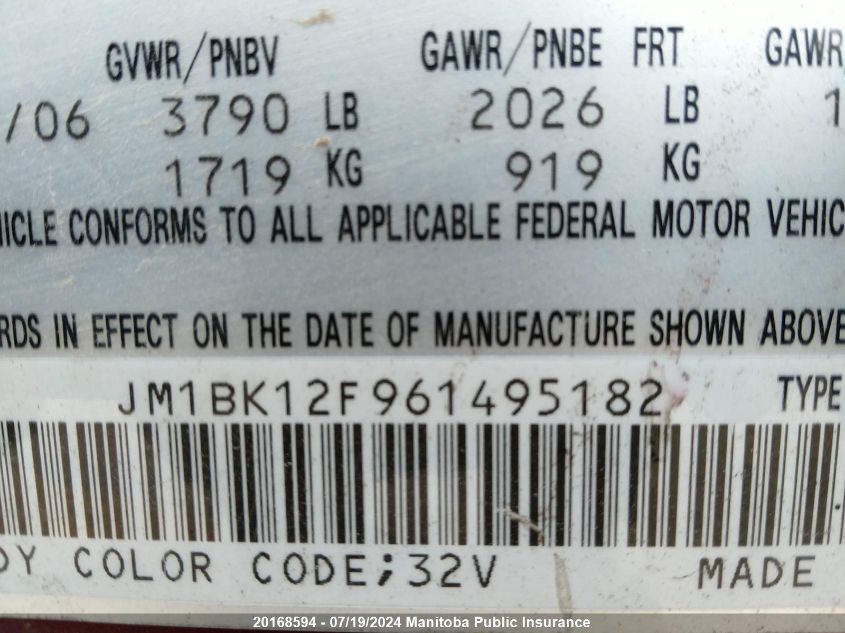 GVWR/PNBV GAWR/PNBE FRT GAWR
/06 3790 LB 2026 LB 1
1719 KG 919 KG
HICLE CONFORMS TO ALL APPLICABLE FEDERAL MOTOR VEHIC
RDS IN EFFECT ON THE DATE OF MANUFACTURE SHOWN ABOVE
JM1BK12F961495182 TYPE
DY COLOR CODE;32V MADE
20168594 - 07/19/2024 Manitoba Public Insurance